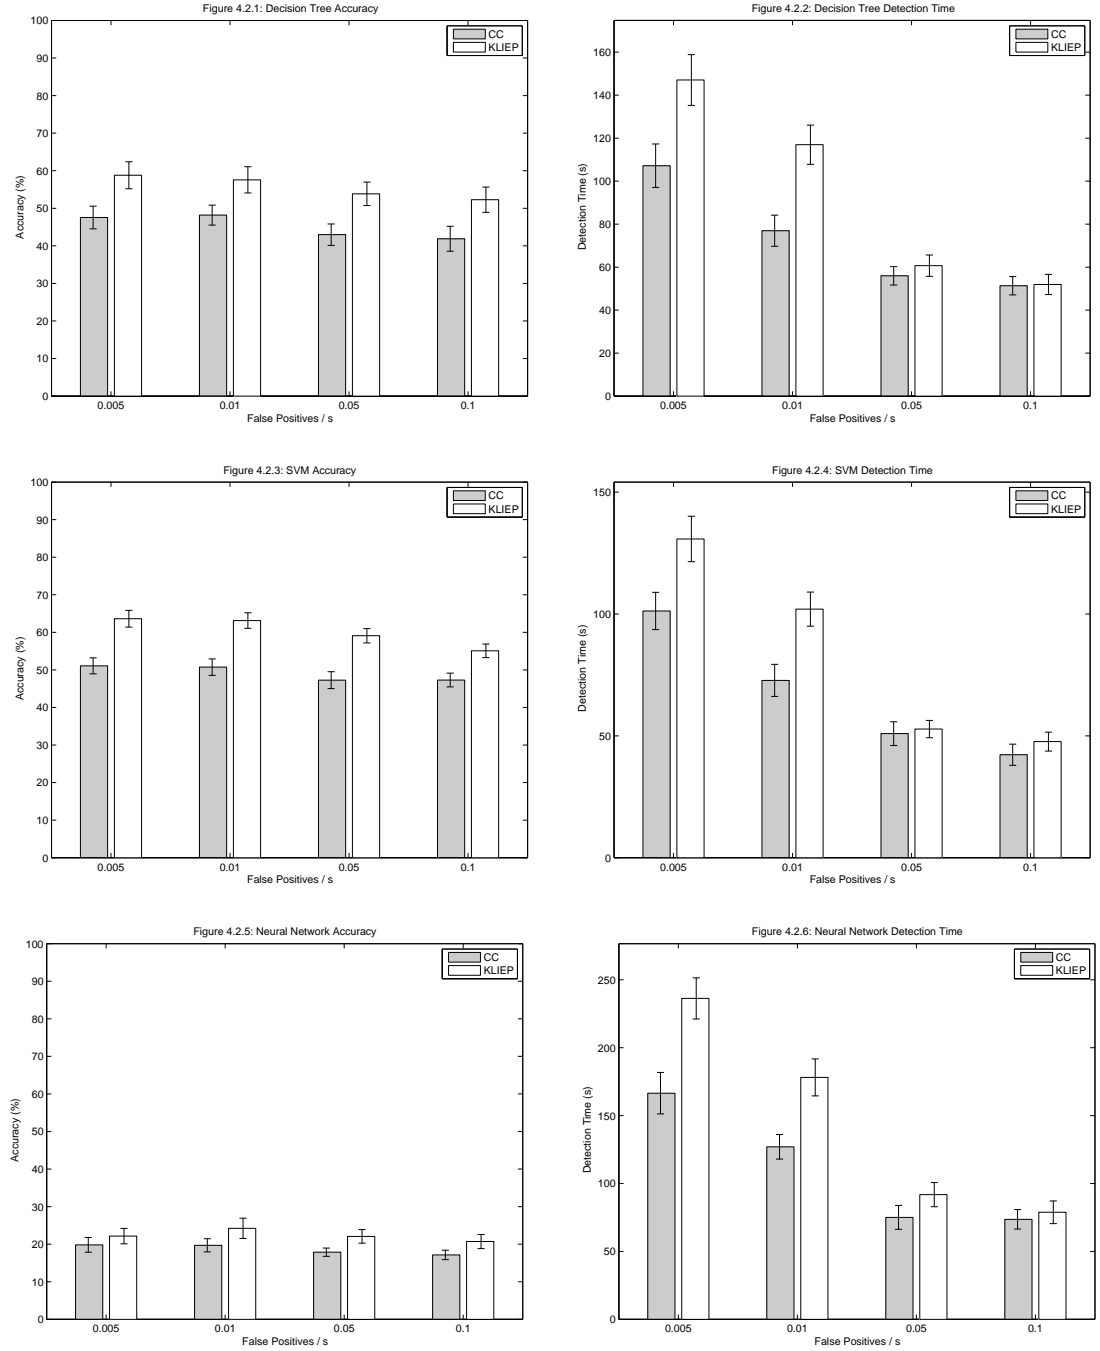 Figure 4.2.1: Decision Tree Accuracy
100
90
80
70
60
50
40
30
20
10
0
Accuracy (%)
CC
KLIEP
0.005 0.01 0.05 0.1
False Positives / s
Figure 4.2.2: Decision Tree Detection Time
160
140
120
100
80
60
40
20
0
Detection Time (s)
CC
KLIEP
0.005 0.01 0.05 0.1
False Positives / s
Figure 4.2.3: SVM Accuracy
100
90
80
70
60
50
40
30
20
10
0
Accuracy (%)
CC
KLIEP
0.005 0.01 0.05 0.1
False Positives / s
Figure 4.2.4: SVM Detection Time
150
100
50
0
Detection Time (s)
CC
KLIEP
0.005 0.01 0.05 0.1
False Positives / s
Figure 4.2.5: Neural Network Accuracy
100
90
80
70
60
50
40
30
20
10
0
Accuracy (%)
CC
KLIEP
0.005 0.01 0.05 0.1
False Positives / s
Figure 4.2.6: Neural Network Detection Time
250
200
150
100
50
0
Detection Time (s)
CC
KLIEP
0.005 0.01 0.05 0.1
False Positives / s